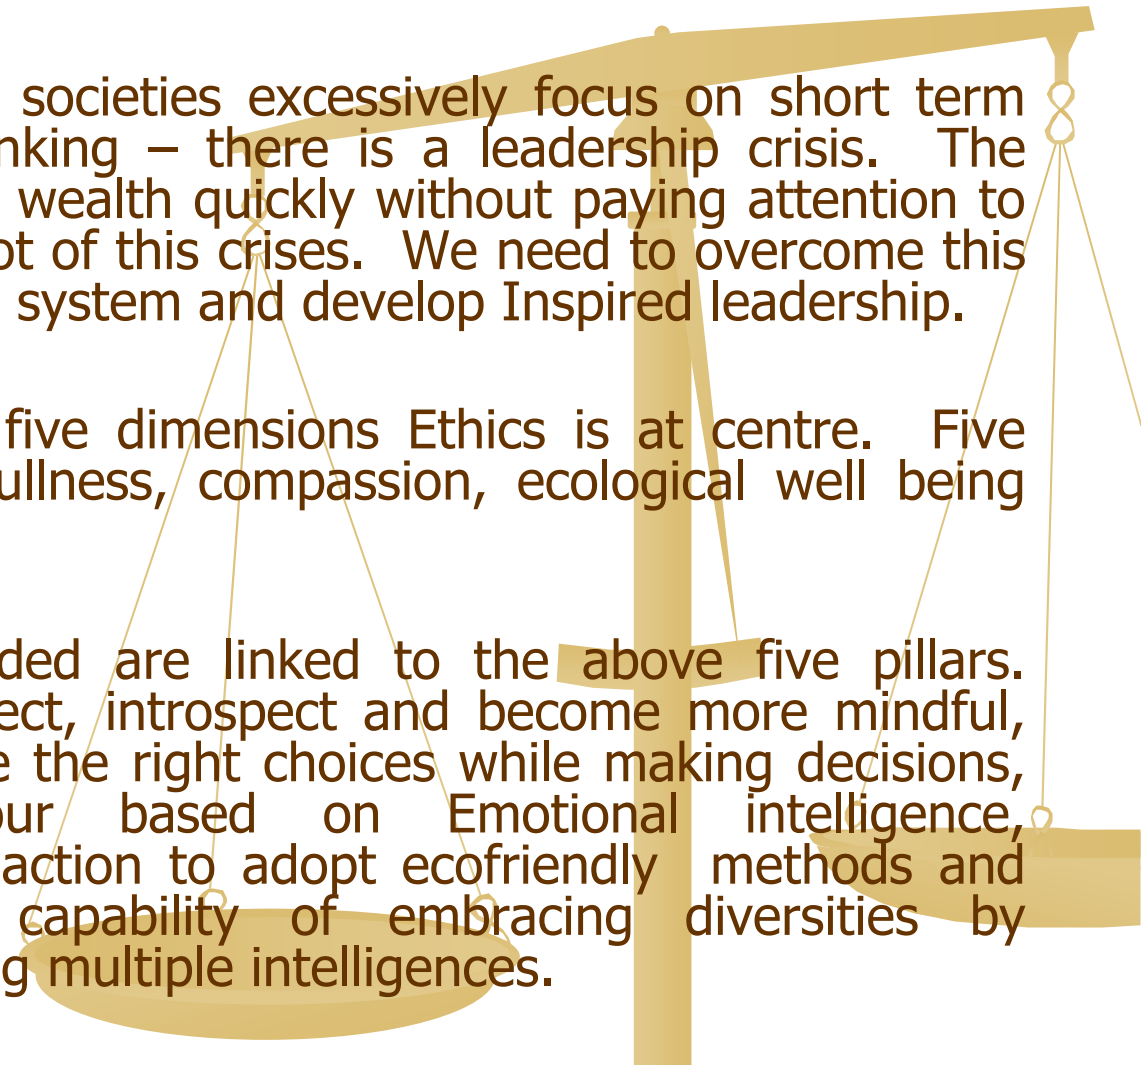 societies excessively focus on short term
nking – there is a leadership crisis. The
wealth quickly without paying attention to
ot of this crises. We need to overcome this
system and develop Inspired leadership.
five dimensions Ethics is at centre. Five
ullness, compassion, ecological well being
ded are linked to the above five pillars.
ect, introspect and become more mindful,
e the right choices while making decisions,
our based on Emotional intelligence,
action to adopt ecofriendly methods and
capability of embracing diversities by
g multiple intelligences.